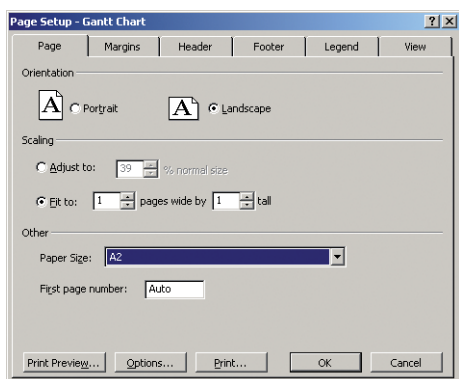 Page Setup - Gantt Chart
Page Margins Header Footer Legend View
Orientation
A Portrait A Landscape
Scaling
Adjust to: 39 % normal size
Fit to: 1 pages wide by 1 tall
Other
Paper Size: A2
First page number: Auto
Print Preview... Options... Print... OK Cancel